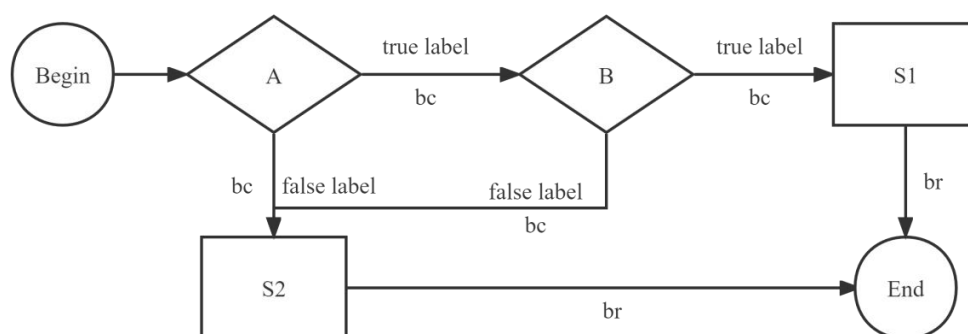 true label
true label
Begin
A
B
S1
bc
bc
bc
false label
false label
br
bc
S2
End
br